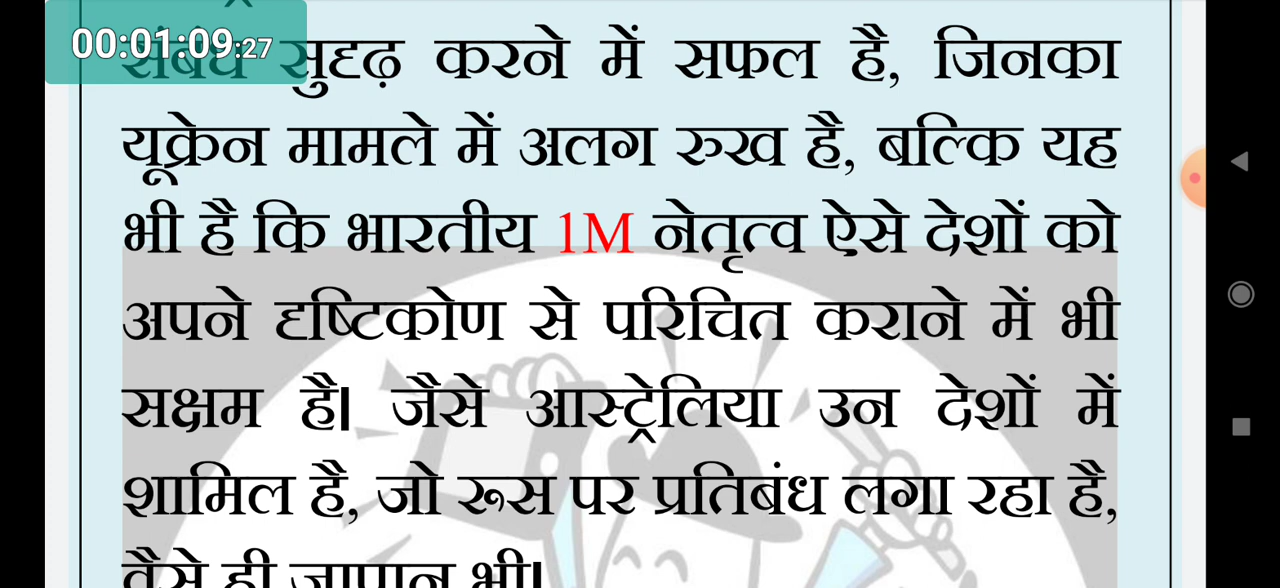 00:01:09:27
संबंध सुदृढ़ करने में सफल है, जिनका
यूक्रेन मामले में अलग रुख है, बल्कि यह
भी है कि भारतीय 1M नेतृत्व ऐसे देशों को
अपने दृष्टिकोण से परिचित कराने में भी
सक्षम है। जैसे आस्ट्रेलिया उन देशों में
शामिल है, जो रूस पर प्रतिबंध लगा रहा है,
वैसे ही जापान भी।